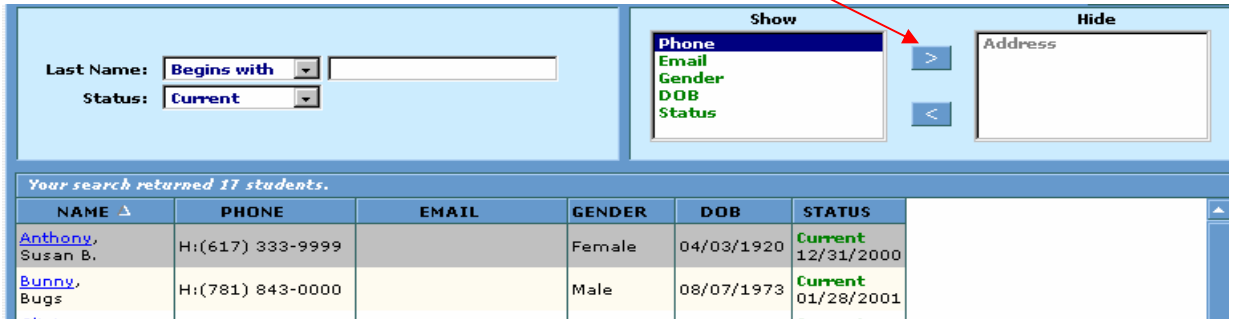 Show Hide
Last Name: Begins with
Status: Current
Phone
Email
Gender
DOB
Status
>
<
Address
Your search returned 17 students.
NAME PHONE EMAIL GENDER DOB STATUS
Anthony, Susan B. H:(617) 333-9999 Female 04/03/1920 Current 12/31/2000
Bunny, Bugs H:(781) 843-0000 Male 08/07/1973 Current 01/28/2001